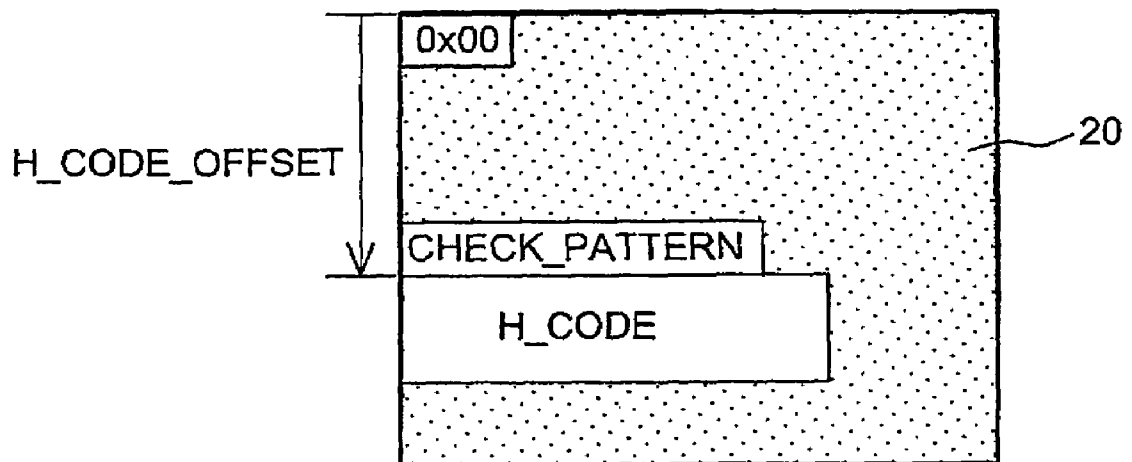 0x00
20
H_CODE_OFFSET
CHECK_PATTERN
H_CODE